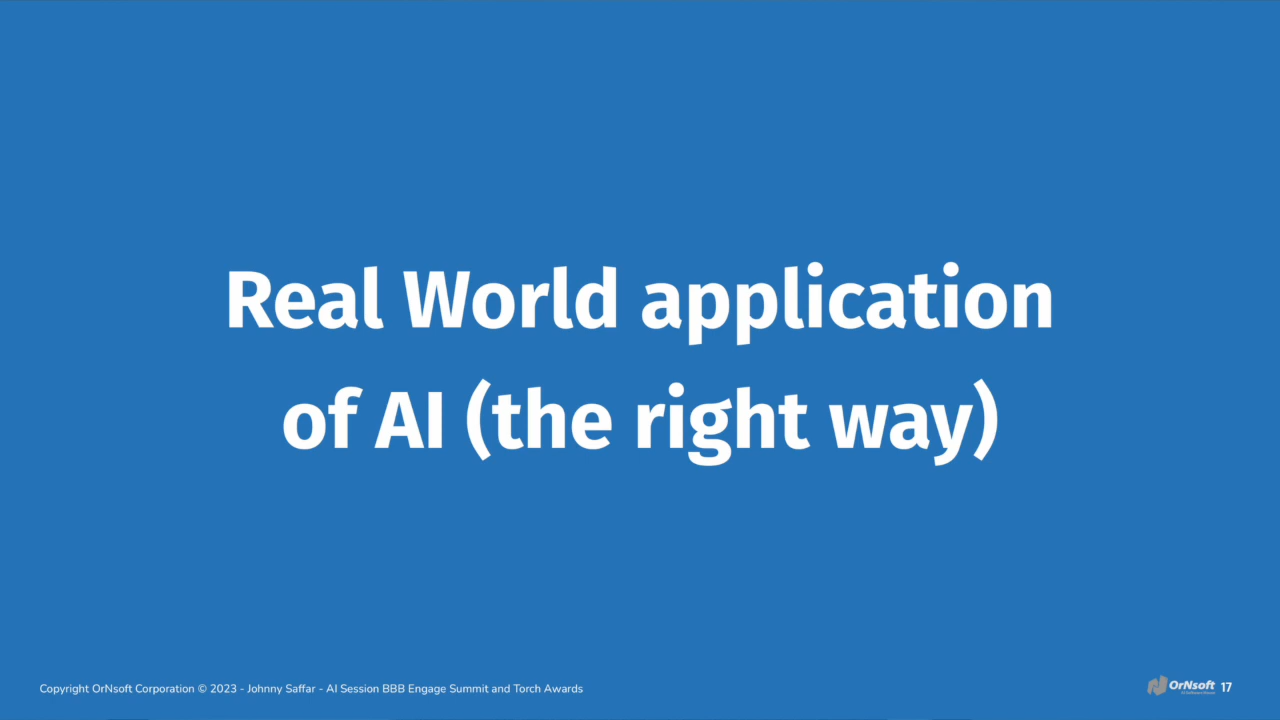 Real World application
of AI (the right way)
Copyright OrNsoft Corporation © 2023 - Johnny Saffar - AI Session BBB Engage Summit and Torch Awards
OrNsoft 17